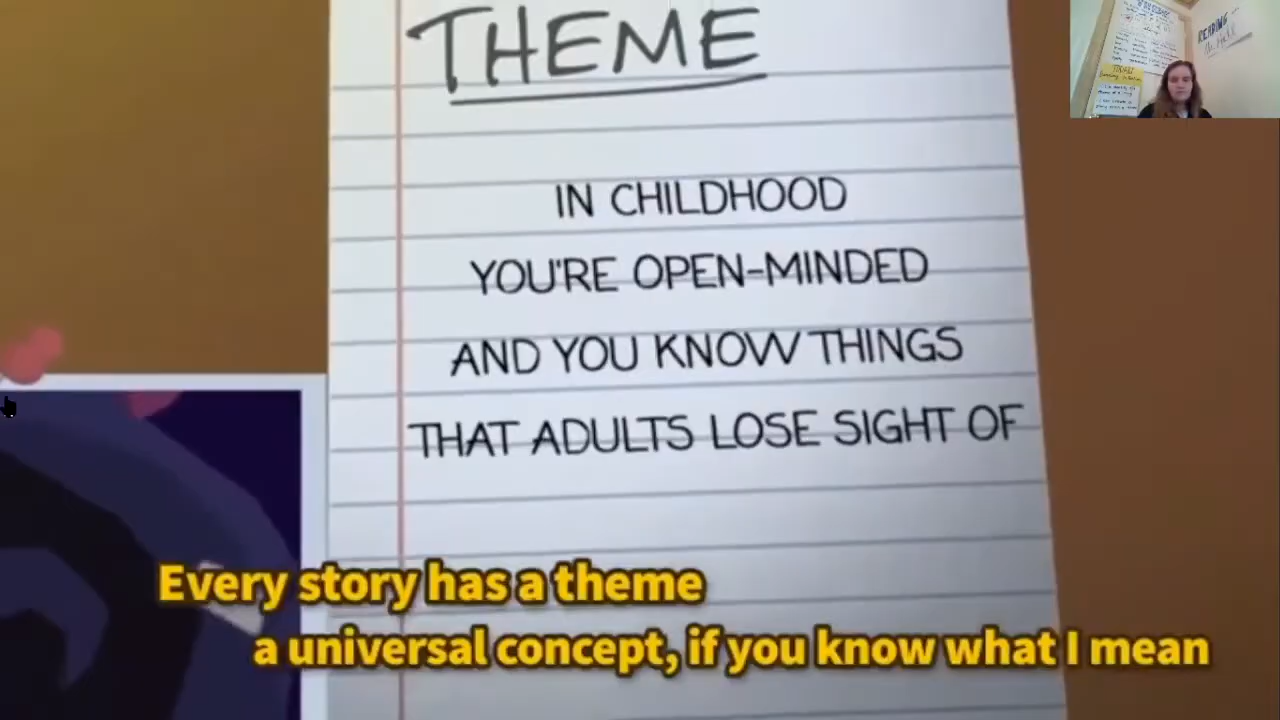 THEME
IN CHILDHOOD
YOU'RE OPEN-MINDED
AND YOU KNOW THINGS
THAT ADULTS LOSE SIGHT OF
Every story has a theme
a universal concept, if you know what I mean
READING